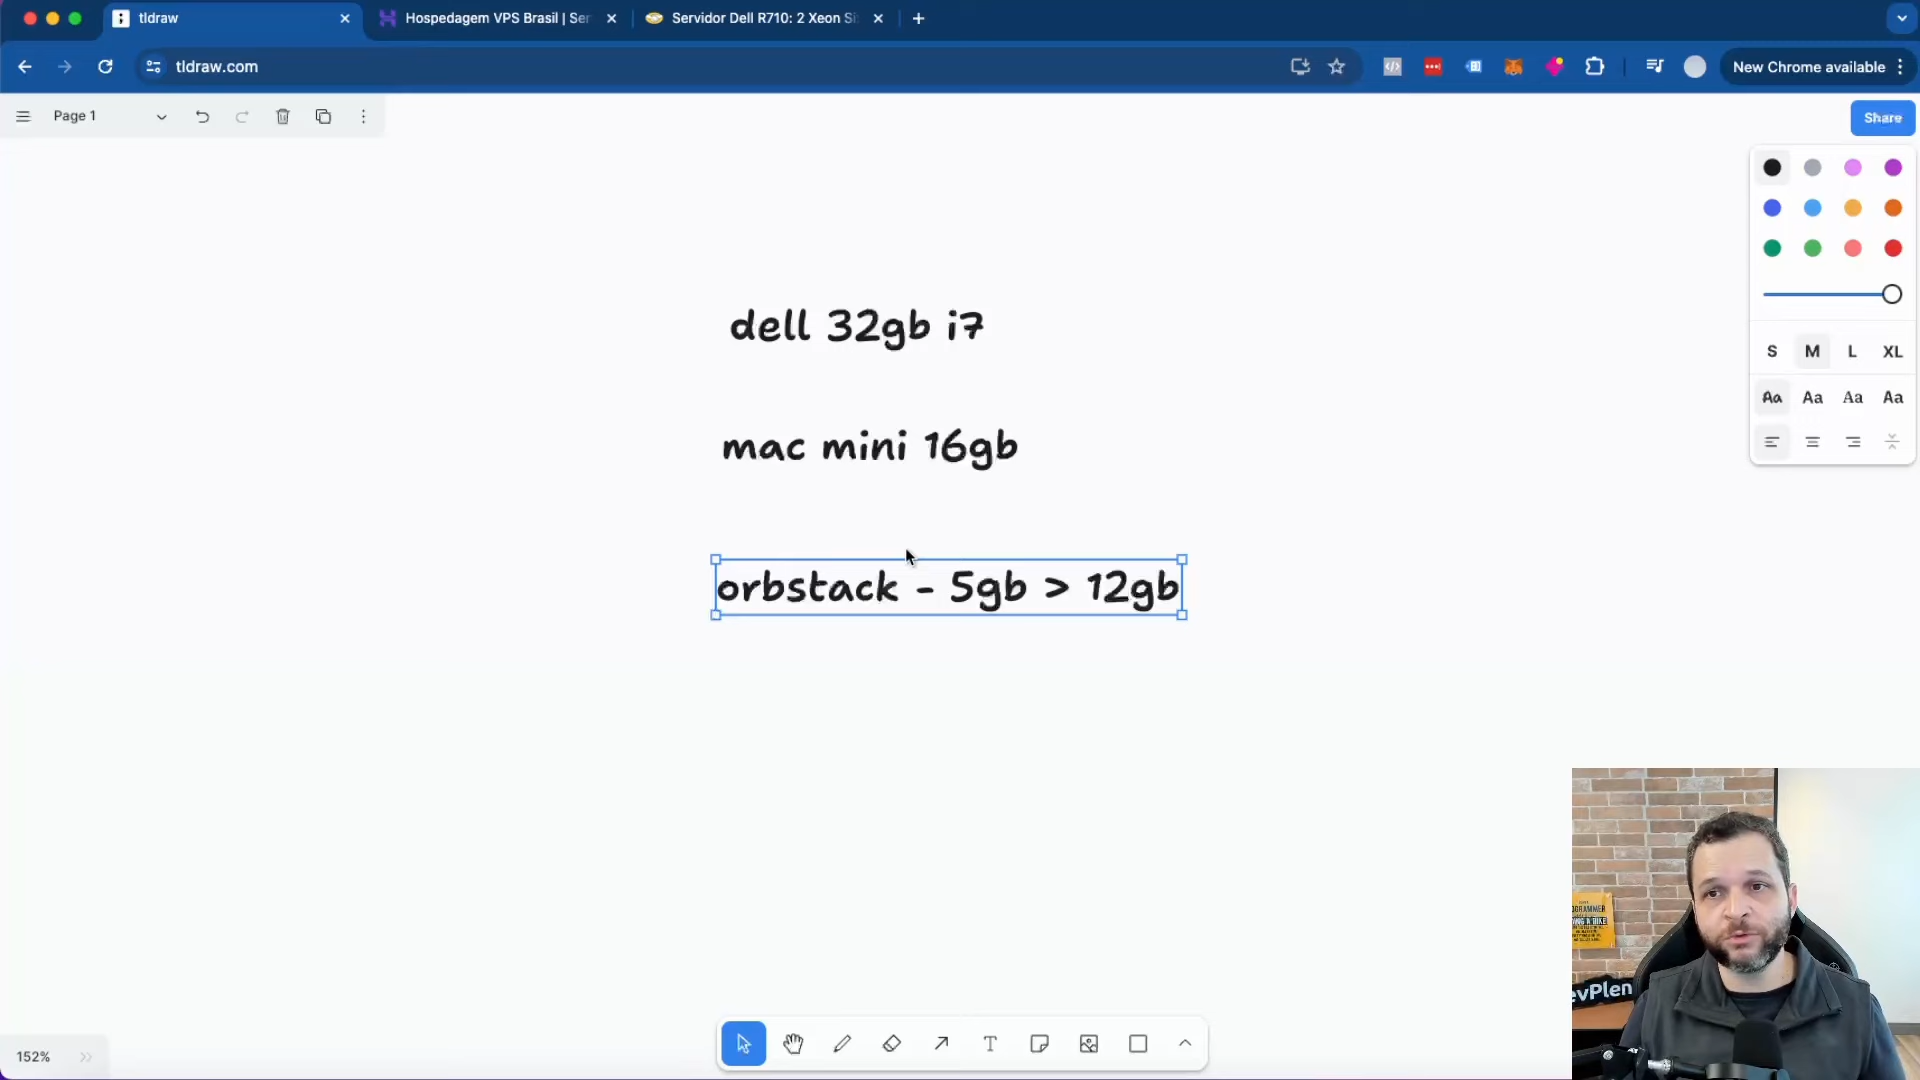 tldraw
Hospedagem VPS Brasil | Ser
Servidor Dell R710: 2 Xeon Si
tldraw.com
New Chrome available
Page 1
Share
S M L XL
Aa Aa Aa Aa
dell 32gb i7
mac mini 16gb
orbstack - 5gb > 12gb
152%
evPlen